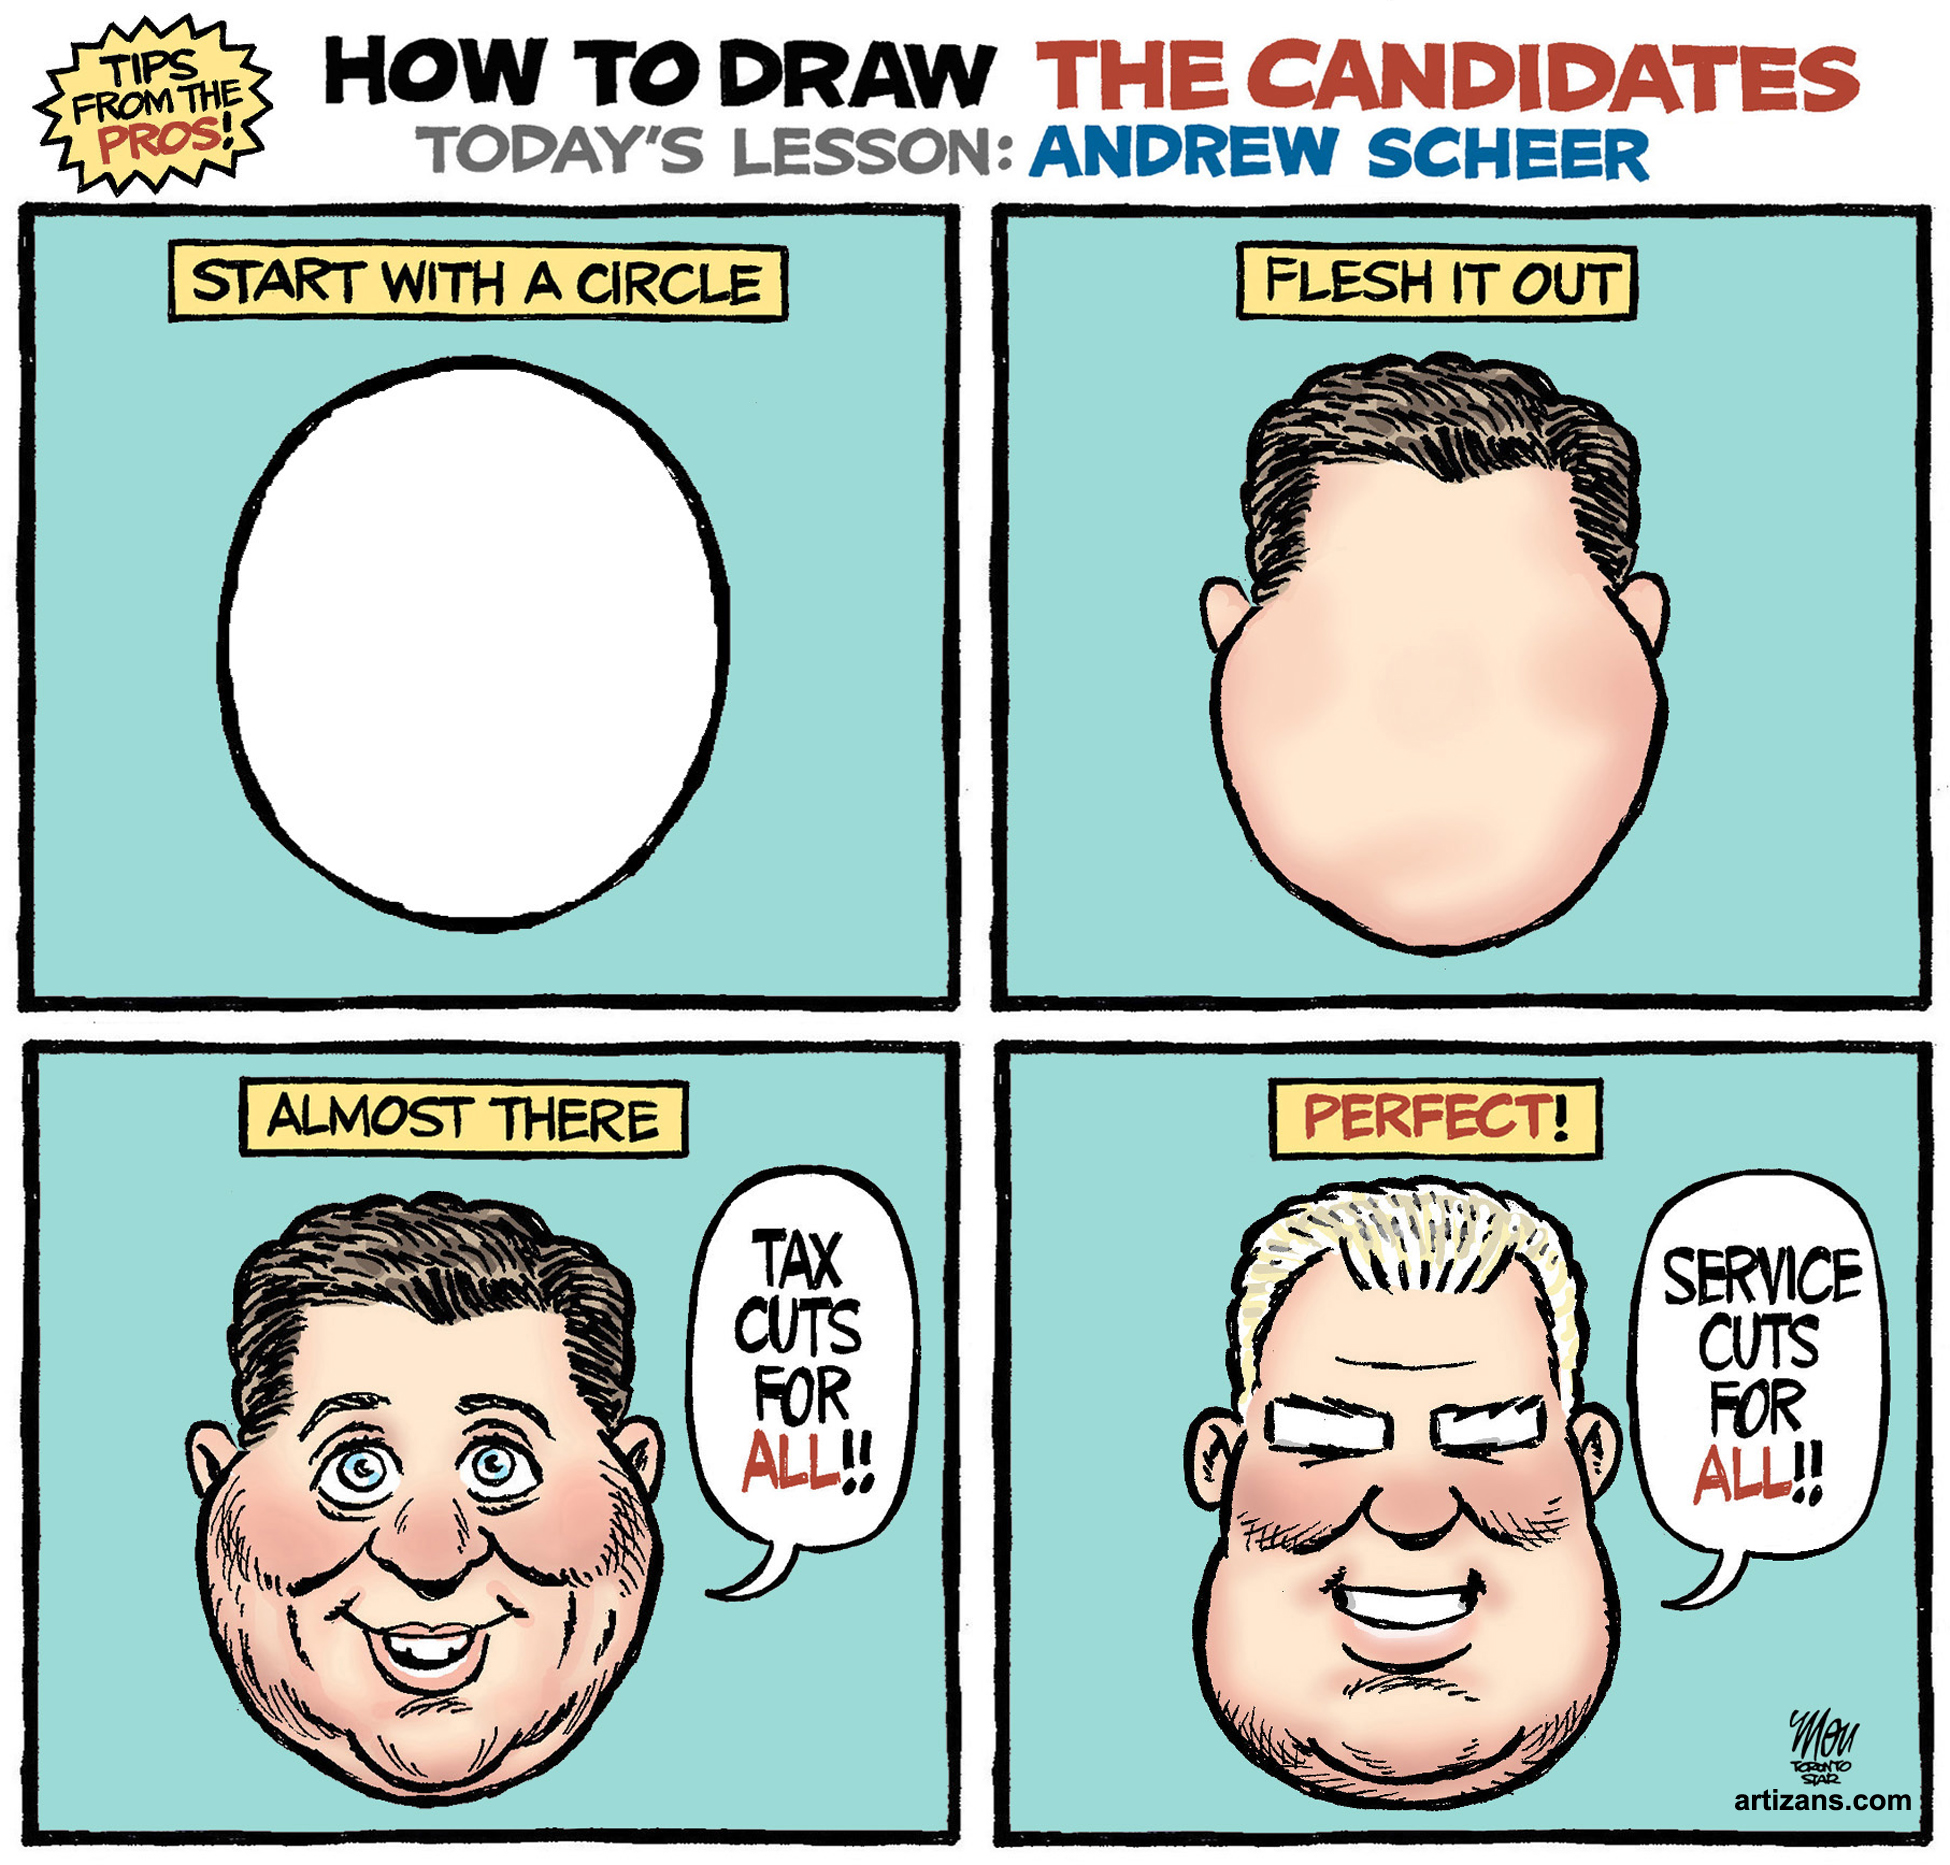 TIPS
FROM THE
PROS!
HOW TO DRAW THE CANDIDATES
TODAY'S LESSON: ANDREW SCHEER
START WITH A CIRCLE
FLESH IT OUT
ALMOST THERE
TAX
CUTS
FOR
ALL!!
PERFECT!
SERVICE
CUTS
FOR
ALL!!
TORONTO
STAR
artizans.com